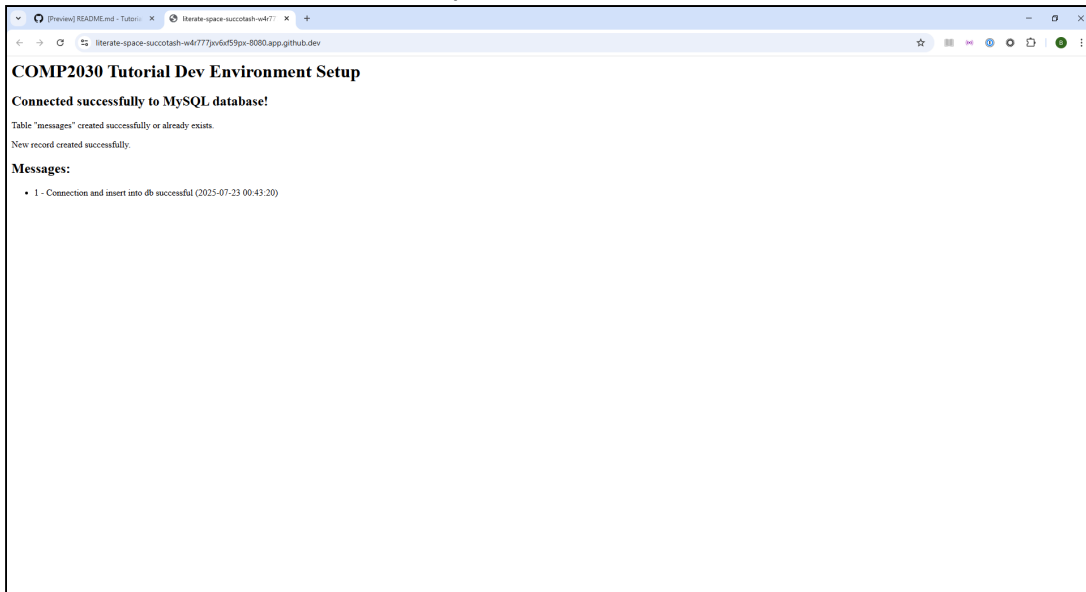 [Preview] README.md - Tutoria
literate-space-succotash-w4r77
literate-space-succotash-w4r777jxv6xf59px-8080.app.github.dev
B
COMP2030 Tutorial Dev Environment Setup
Connected successfully to MySQL database!
Table "messages" created successfully or already exists.
New record created successfully.
Messages:
• 1 - Connection and insert into db successful (2025-07-23 00:43:20)